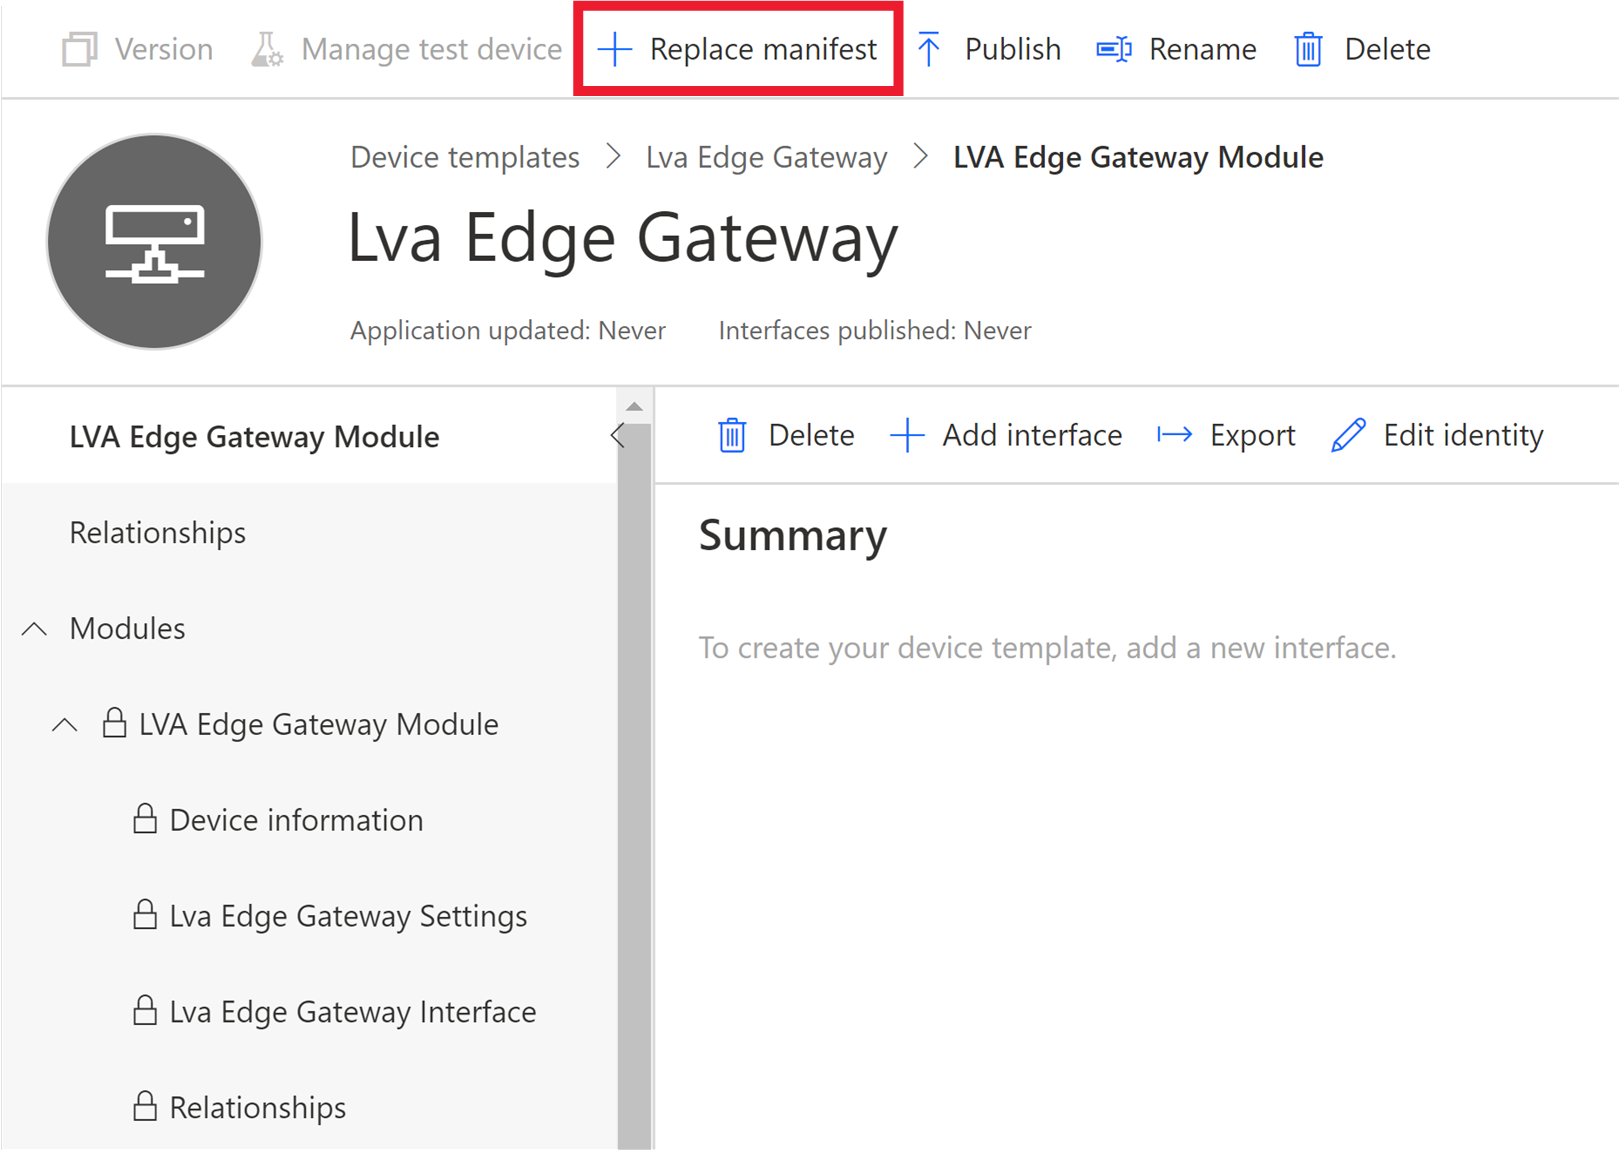 Version Manage test device Replace manifest Publish Rename Delete
Device templates Lva Edge Gateway LVA Edge Gateway Module
Lva Edge Gateway
Application updated: Never Interfaces published: Never
LVA Edge Gateway Module
Delete Add interface Export Edit identity
Relationships
Summary
Modules
To create your device template, add a new interface.
LVA Edge Gateway Module
Device information
Lva Edge Gateway Settings
Lva Edge Gateway Interface
Relationships